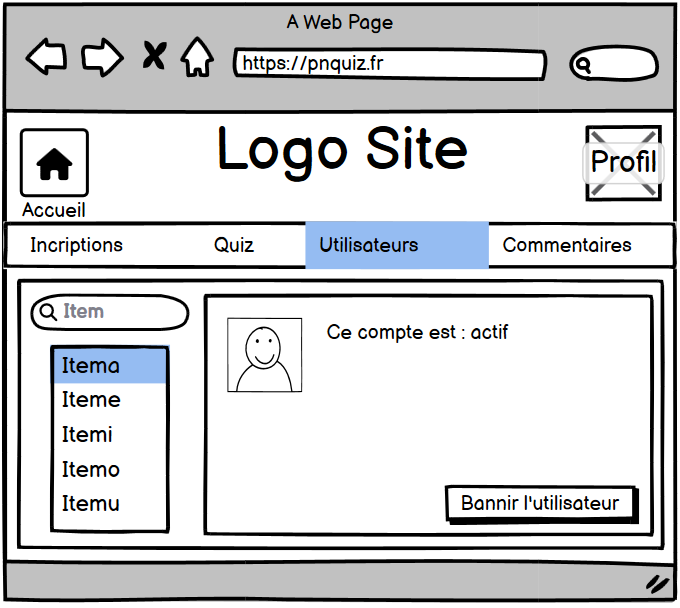 A Web Page
https://pnquiz.fr
Logo Site
Profil
Accueil
Incriptions Quiz Utilisateurs Commentaires
Item
Itema
Iteme
Itemi
Itemo
Itemu
Ce compte est : actif
Bannir l'utilisateur